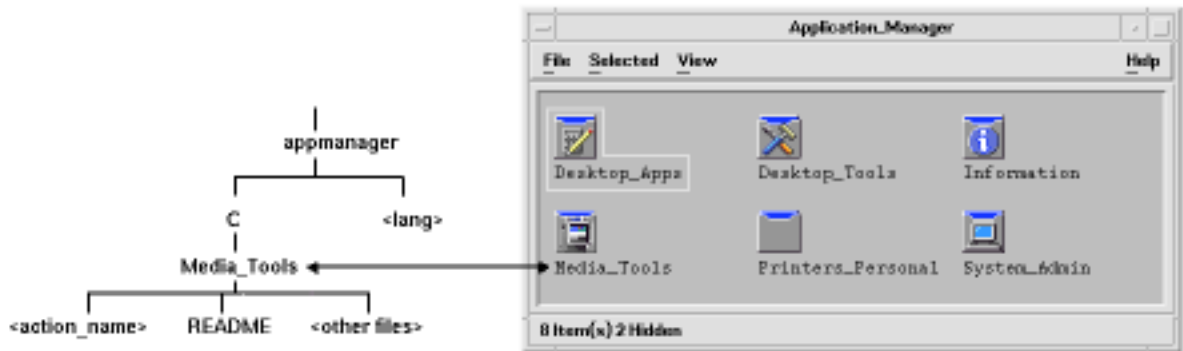 appmanager
C
<lang>
Media_Tools
<action_name> README <other files>
Application_Manager
File Selected View Help
Desktop_Apps Desktop_Tools Information
Media_Tools Printers_Personal System_Admin
8 Item(s) 2 Hidden